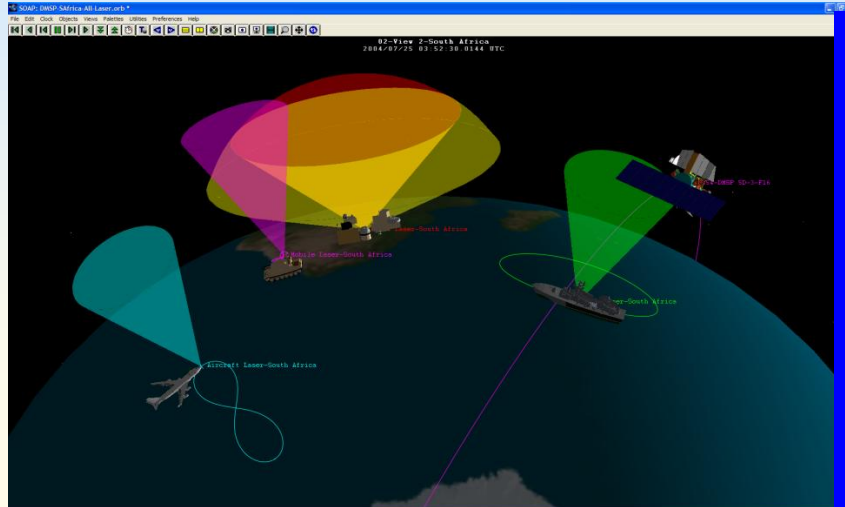 SOAP: DMSP-SAfrica-All-Laser.orb *
File Edit Clock Objects Views Palettes Utilities Preferences Help
02-View 2-South Africa
2004/07/25 03:52:30.0144 UTC
DMSP 5D-3-F16
Laser-South Africa
Mobile Laser-South Africa
er-South Africa
Aircraft Laser-South Africa